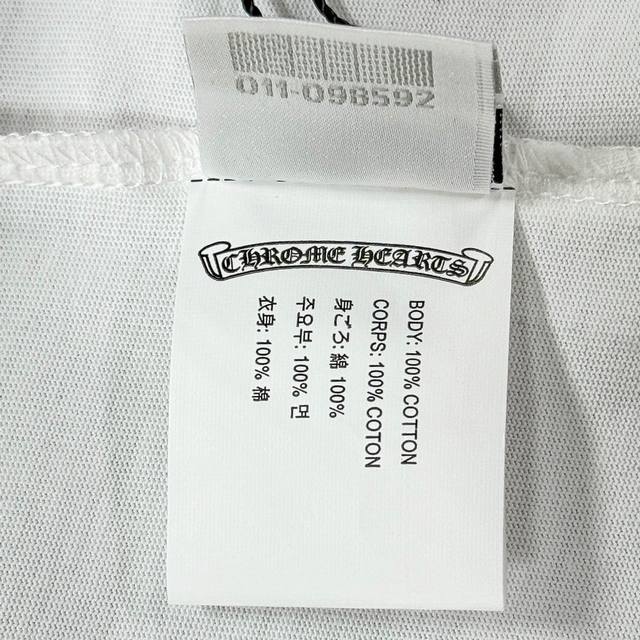 011-098592
CHROME HEARTS
BODY: 100% COTTON
CORPS: 100% COTON
身ごろ: 綿 100%
주요부: 100% 면
衣身: 100% 棉